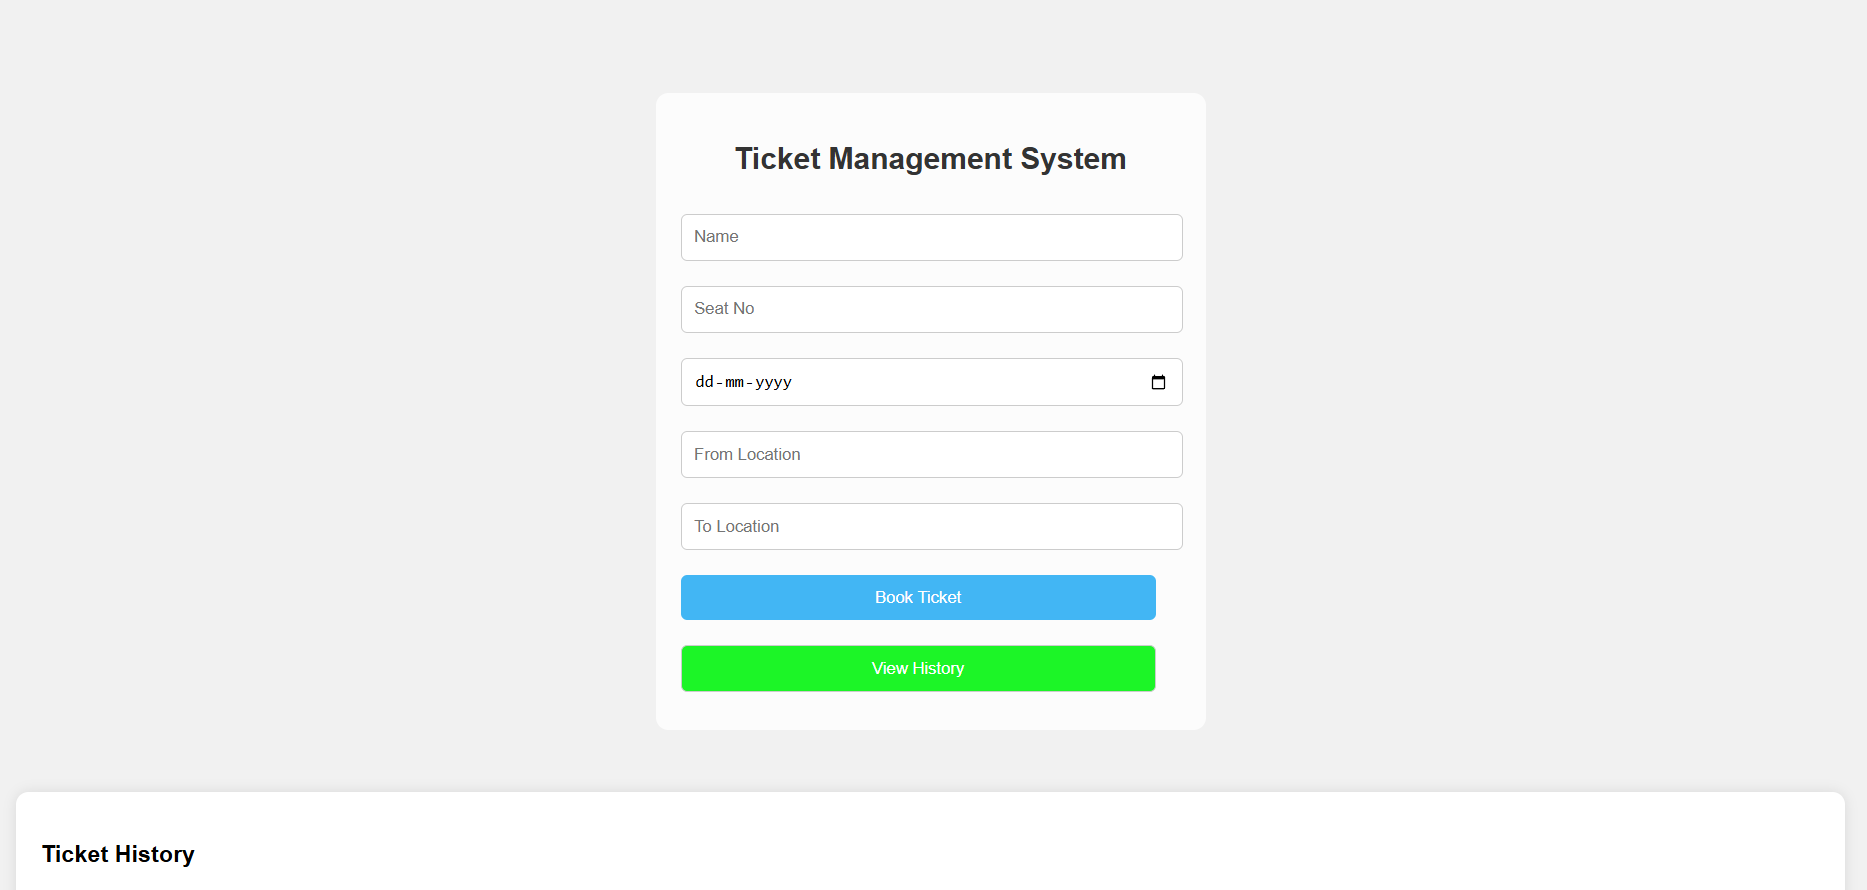 Ticket Management System
Name
Seat No
dd-mm-yyyy
From Location
To Location
Book Ticket
View History
Ticket History